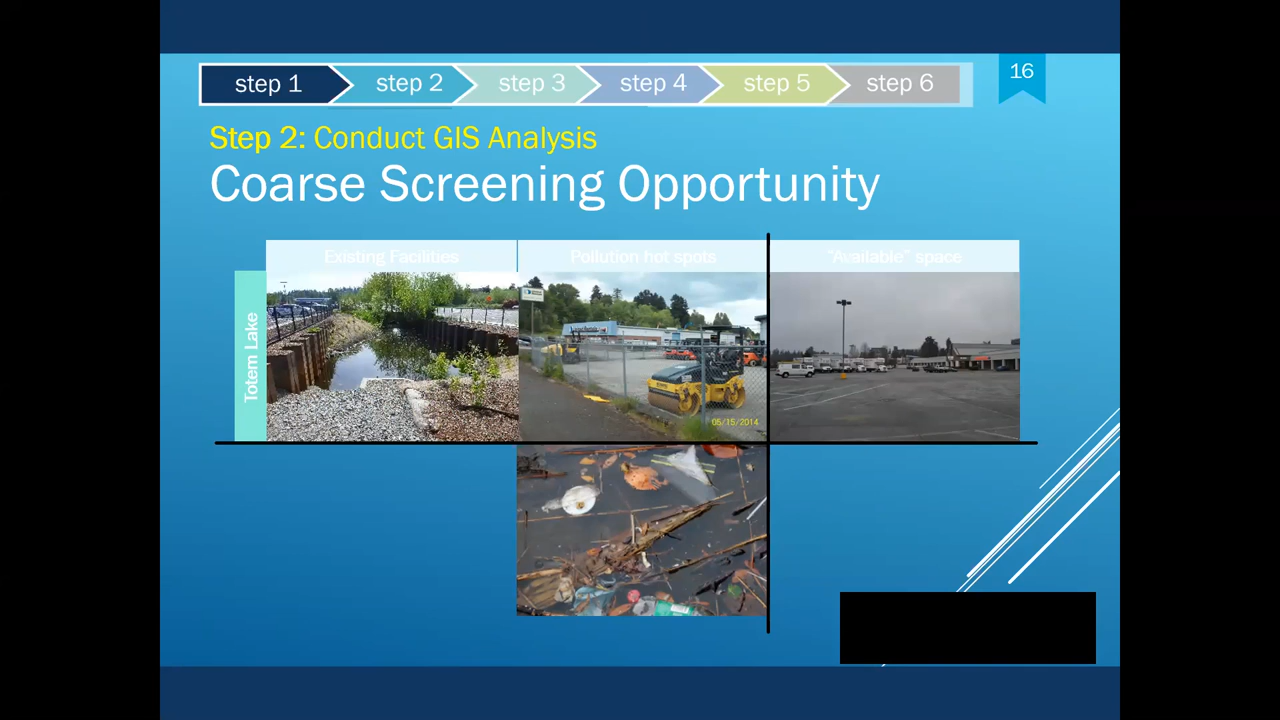 step 1
step 2
step 3
step 4
step 5
step 6
16
Step 2: Conduct GIS Analysis
Coarse Screening Opportunity
Existing Facilities
Pollution hot spots
"Available" space
Totem Lake
05/15/2014